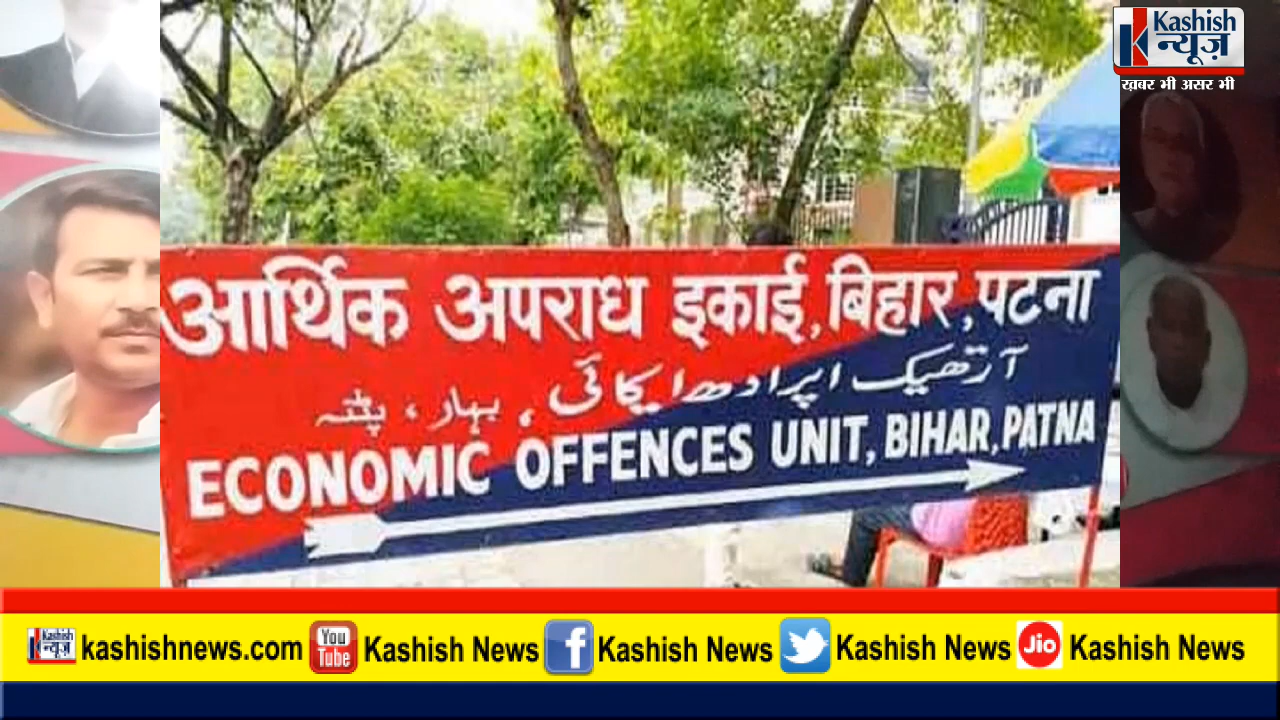 Kashish
न्यूज़
ख़बर भी असर भी
आर्थिक अपराध इकाई, बिहार, पटना
آرتھیک اپرادھ ایکائی، بہار، پٹنہ
ECONOMIC OFFENCES UNIT, BIHAR, PATNA
Kashish न्यूज़ kashishnews.com You Tube Kashish News f Kashish News Kashish News Jio Kashish News